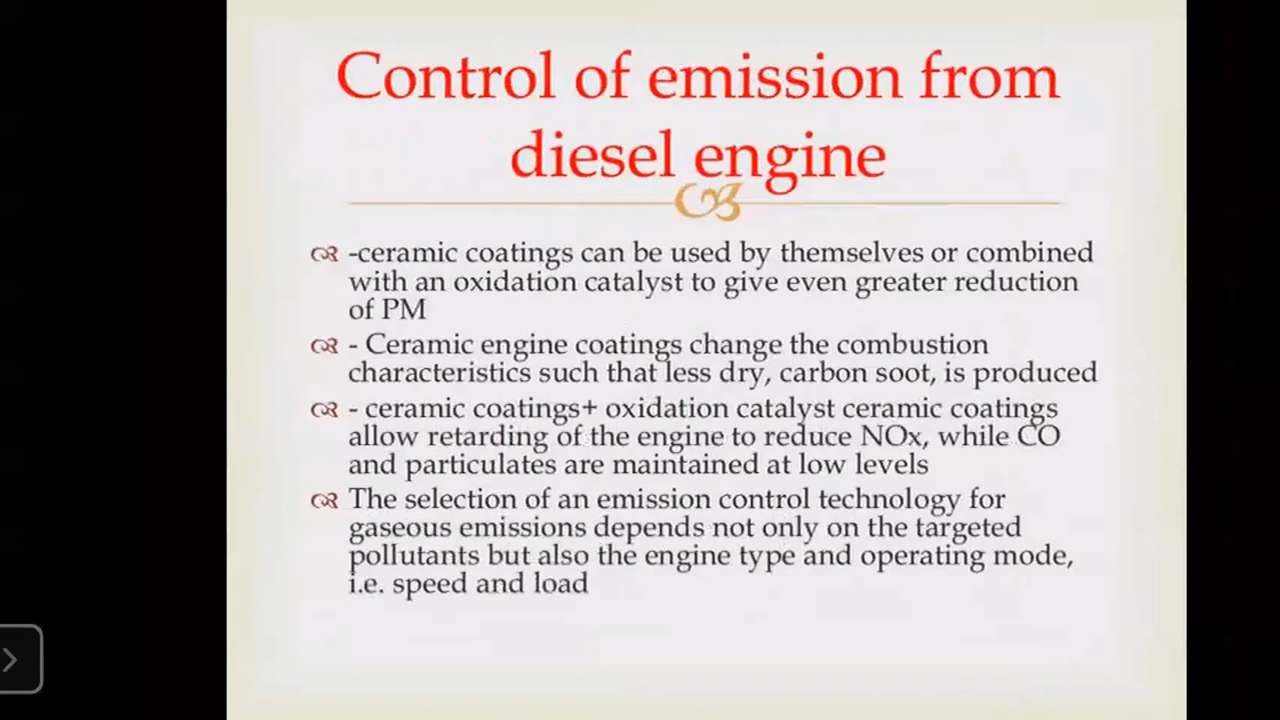 Control of emission from
diesel engine
-ceramic coatings can be used by themselves or combined
with an oxidation catalyst to give even greater reduction
of PM
- Ceramic engine coatings change the combustion
characteristics such that less dry, carbon soot, is produced
- ceramic coatings+ oxidation catalyst ceramic coatings
allow retarding of the engine to reduce NOx, while CO
and particulates are maintained at low levels
The selection of an emission control technology for
gaseous emissions depends not only on the targeted
pollutants but also the engine type and operating mode,
i.e. speed and load